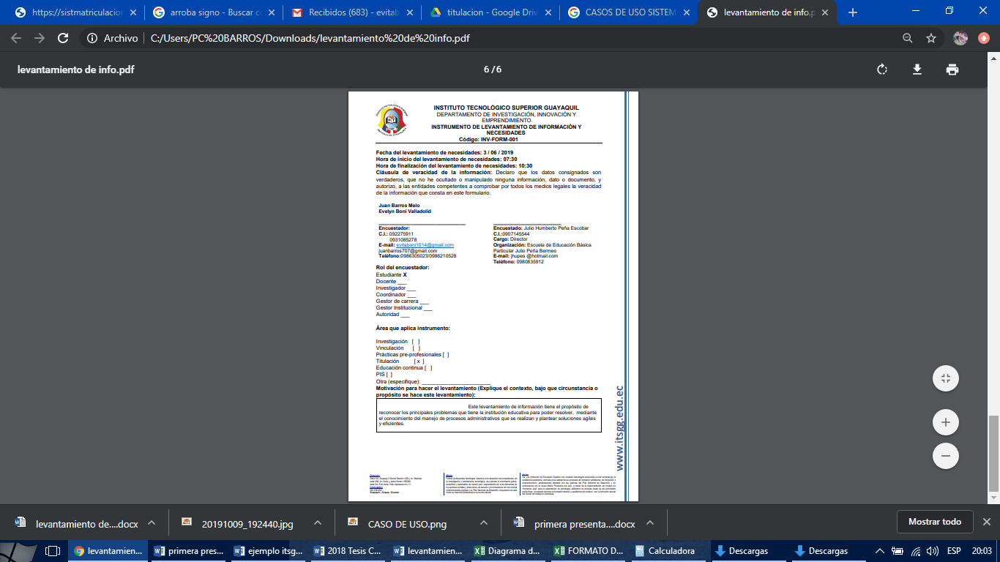 https://sistmatriculacion
arroba signo - Buscar co
Recibidos (683) - evitab
titulacion - Google Driv
CASOS DE USO SISTEM
levantamiento de info.p
Archivo
C:/Users/PC%20BARROS/Downloads/levantamiento%20de%20info.pdf
levantamiento de info.pdf
6 / 6
INSTITUTO TECNOLÓGICO SUPERIOR GUAYAQUIL
DEPARTAMENTO DE INVESTIGACIÓN, INNOVACIÓN Y
EMPRENDIMIENTO
INSTRUMENTO DE LEVANTAMIENTO DE INFORMACIÓN Y
NECESIDADES
Código: INV-FORM-001
Fecha del levantamiento de necesidades: 3 / 06 / 2019
Hora de inicio del levantamiento de necesidades: 07:30
Hora de finalización del levantamiento de necesidades: 10:30
Cláusula de veracidad de la información: Declaro que los datos consignados son
verdaderos, que no he ocultado o manipulado ninguna información, dato o documento, y
autorizo, a las entidades competentes a comprobar por todos los medios legales la veracidad
de la información que consta en este formulario.
Juan Barros Melo
Evelyn Boni Valladolid
Encuestador:
C.I.: 092275911
0931085278
E-mail: evitaboni1014@gmail.com
juanbarros707@gmail.com
Teléfono:0986305023/0986210528
Encuestado: Julio Humberto Peña Escobar
C.I.:0907145544
Cargo: Director
Organización: Escuela de Educación Básica
Particular Julio Peña Bermeo
E-mail: jhupes @hotmail.com
Teléfono: 0980835912
Rol del encuestador:
Estudiante X
Docente ___
Investigador ___
Coordinador ___
Gestor de carrera ___
Gestor Institucional ___
Autoridad ___
Área que aplica instrumento:
Investigación [ ]
Vinculación [ ]
Prácticas pre-profesionales [ ]
Titulación [ x ]
Educación continua [ ]
PIS [ ]
Otra (especifique): ______________________
Motivación para hacer el levantamiento (Explique el contexto, bajo que circunstancia o
propósito se hace este levantamiento):
Este levantamiento de información tiene el propósito de
reconocer los principales problemas que tiene la institución educativa para poder resolver, mediante
el conocimiento del manejo de procesos administrativos que se realizan y plantear soluciones agiles
y eficientes.
www.itsgg.edu.ec
Guayaquil - Guayas - Ecuador
levantamiento de....docx
20191009_192440.jpg
CASO DE USO.png
primera presenta....docx
Mostrar todo
levantamien...
primera pres...
ejemplo itsg...
2018 Tesis C...
levantamien...
Diagrama d...
FORMATO D...
Calculadora
Descargas
Descargas
ESP
20:03